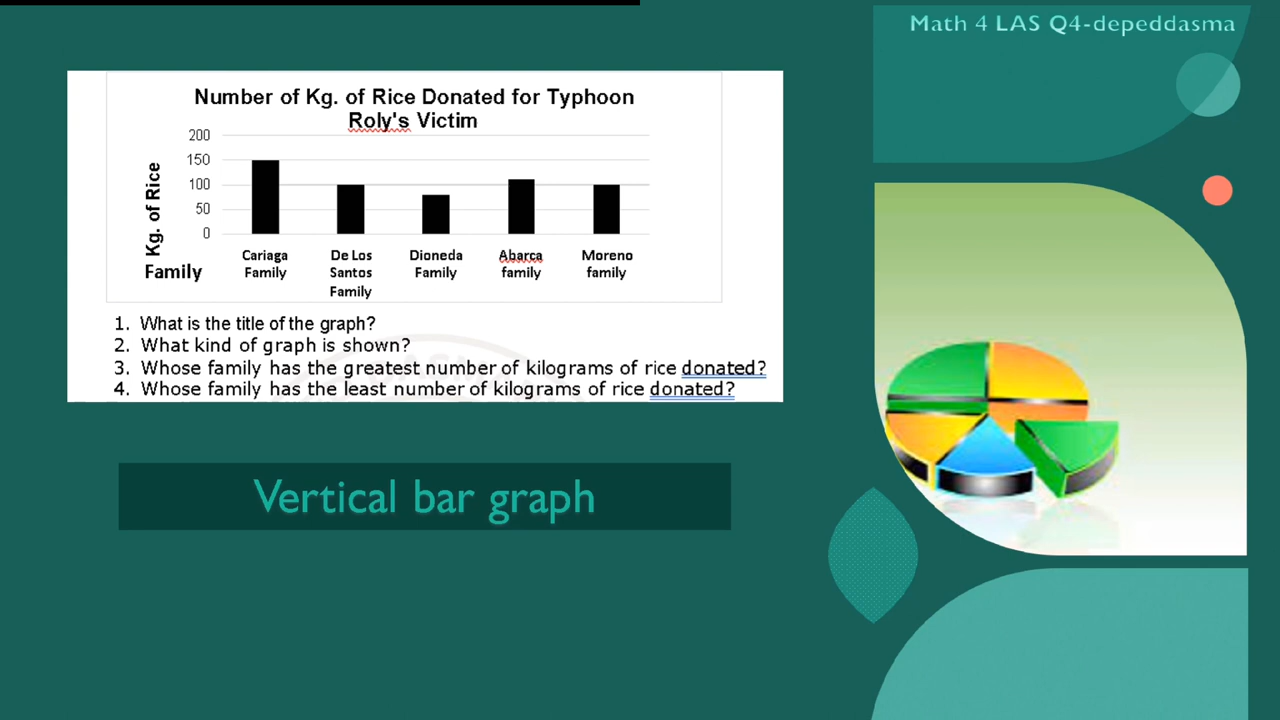 Math 4 LAS Q4-depeddasma
Number of Kg. of Rice Donated for Typhoon
Roly's Victim
200
150
100
50
0
Kg. of Rice
Family
Cariaga
Family
De Los
Santos
Family
Dioneda
Family
Abarca
family
Moreno
family
1. What is the title of the graph?
2. What kind of graph is shown?
3. Whose family has the greatest number of kilograms of rice donated?
4. Whose family has the least number of kilograms of rice donated?
Vertical bar graph